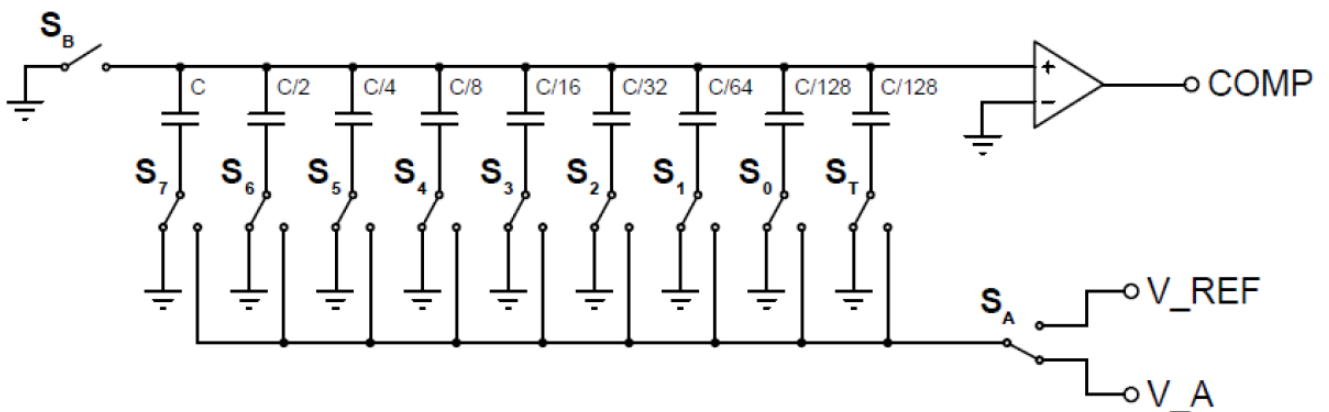 S_B
C C/2 C/4 C/8 C/16 C/32 C/64 C/128 C/128
+
−
COMP
S_7 S_6 S_5 S_4 S_3 S_2 S_1 S_0 S_T
S_A
V_REF
V_A